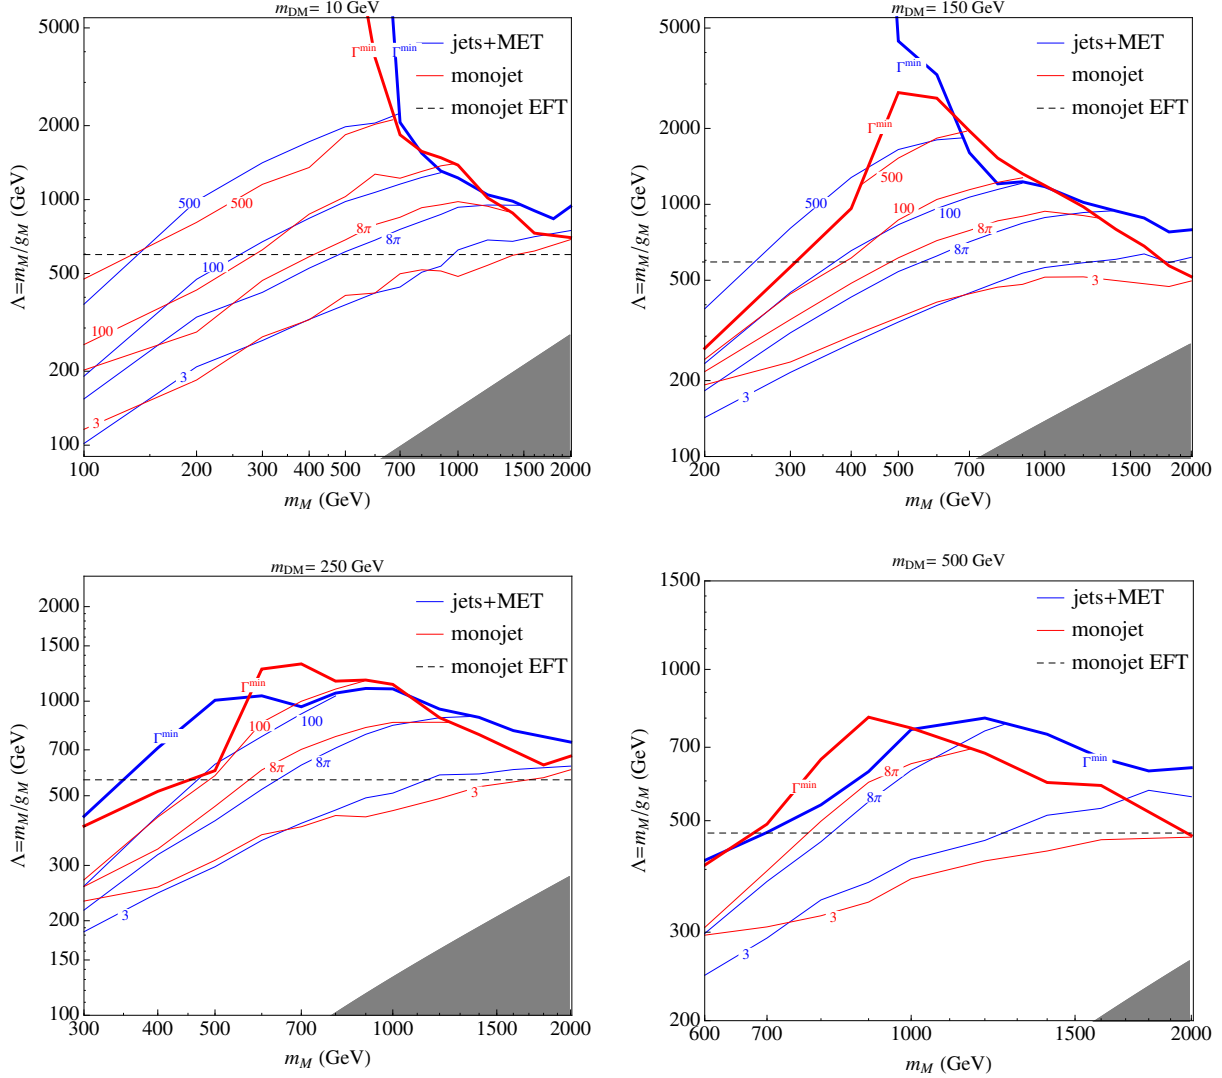 m_DM = 10 GeV
jets+MET
monojet
monojet EFT
Γ^min
Γ^min
500
500
100
100
8π
8π
3
3
5000
2000
1000
500
200
100
Λ=m_M/g_M (GeV)
100 200 300 400 500 700 1000 1500 2000
m_M (GeV)
m_DM = 150 GeV
jets+MET
monojet
monojet EFT
Γ^min
Γ^min
500
500
100
100
8π
8π
3
3
5000
2000
1000
500
200
100
Λ=m_M/g_M (GeV)
200 300 400 500 700 1000 1500 2000
m_M (GeV)
m_DM = 250 GeV
jets+MET
monojet
monojet EFT
Γ^min
Γ^min
100
100
8π
8π
3
3
2000
1500
1000
700
500
300
200
150
100
Λ=m_M/g_M (GeV)
300 400 500 700 1000 1500 2000
m_M (GeV)
m_DM = 500 GeV
jets+MET
monojet
monojet EFT
Γ^min
Γ^min
8π
8π
3
3
1500
1000
700
500
300
200
Λ=m_M/g_M (GeV)
600 700 1000 1500 2000
m_M (GeV)